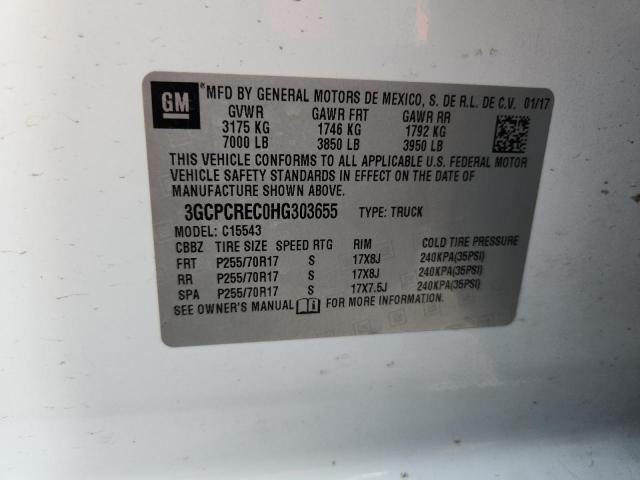 GM
MFD BY GENERAL MOTORS DE MEXICO, S. DE R.L. DE C.V. 01/17
GVWR GAWR FRT GAWR RR
3175 KG 1746 KG 1792 KG
7000 LB 3850 LB 3950 LB
THIS VEHICLE CONFORMS TO ALL APPLICABLE U.S. FEDERAL MOTOR
VEHICLE SAFETY STANDARDS IN EFFECT ON THE DATE OF
MANUFACTURE SHOWN ABOVE.
3GCPCREC0HG303655 TYPE: TRUCK
MODEL: C15543
CBBZ TIRE SIZE SPEED RTG RIM COLD TIRE PRESSURE
FRT P255/70R17 S 17X8J 240KPA(35PSI)
RR P255/70R17 S 17X8J 240KPA(35PSI)
SPA P255/70R17 S 17X7.5J 240KPA(35PSI)
SEE OWNER'S MANUAL FOR MORE INFORMATION.